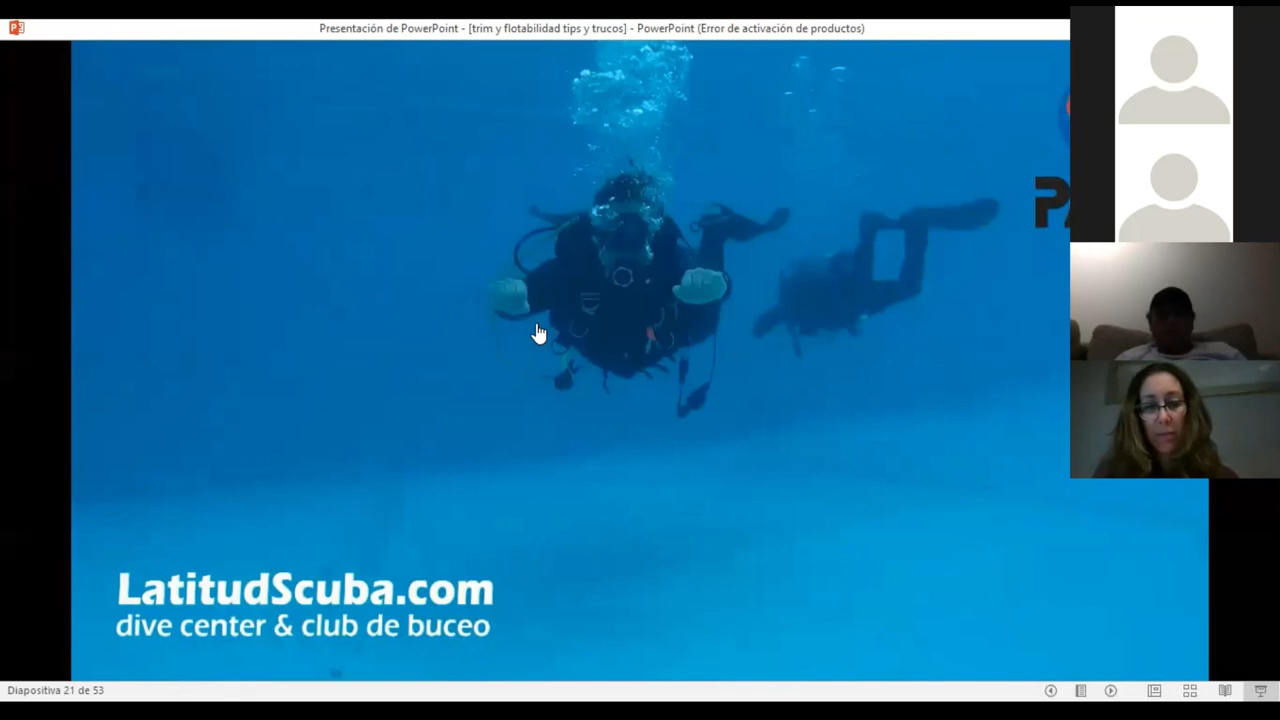 Presentación de PowerPoint - [trim y flotabilidad tips y trucos] - PowerPoint (Error de activación de productos)
LatitudScuba.com
dive center & club de buceo
Diapositiva 21 de 53